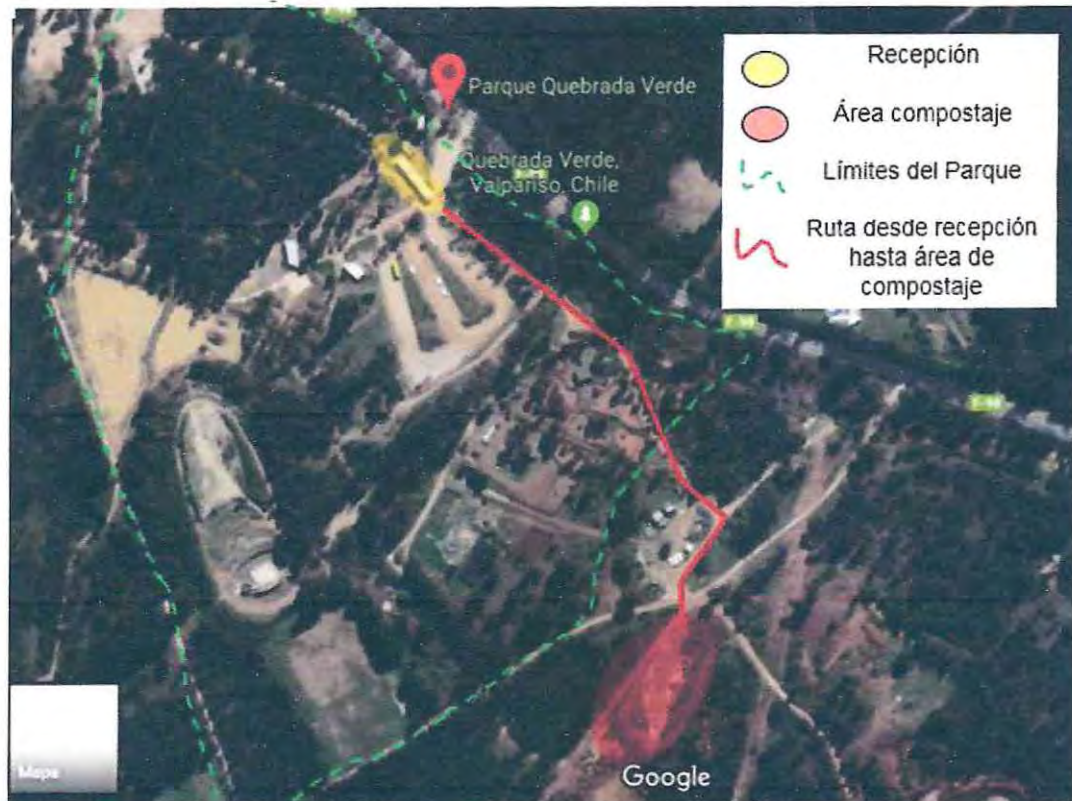 Parque Quebrada Verde
Quebrada Verde,
Valpariso, Chile
Recepción
Área compostaje
Límites del Parque
Ruta desde recepción
hasta área de
compostaje
Mapa
Google